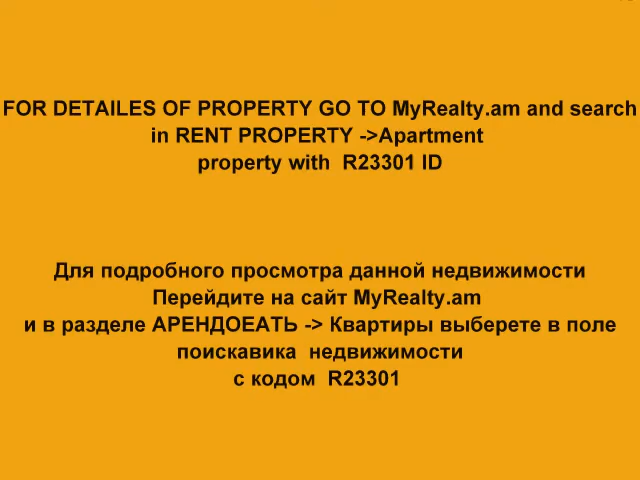 FOR DETAILES OF PROPERTY GO TO MyRealty.am and search
in RENT PROPERTY ->Apartment
property with R23301 ID
Для подробного просмотра данной недвижимости
Перейдите на сайт MyRealty.am
и в разделе АРЕНДОЕАТЬ -> Квартиры выберете в поле
поискавика недвижимости
с кодом R23301